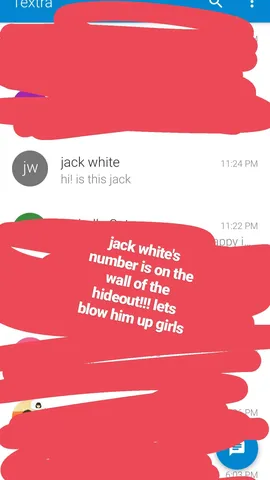 Textra
jw
jack white
11:24 PM
hi! is this jack
11:22 PM
jack white's
number is on the
wall of the
hideout!!! lets
blow him up girls
PM
6:03 PM